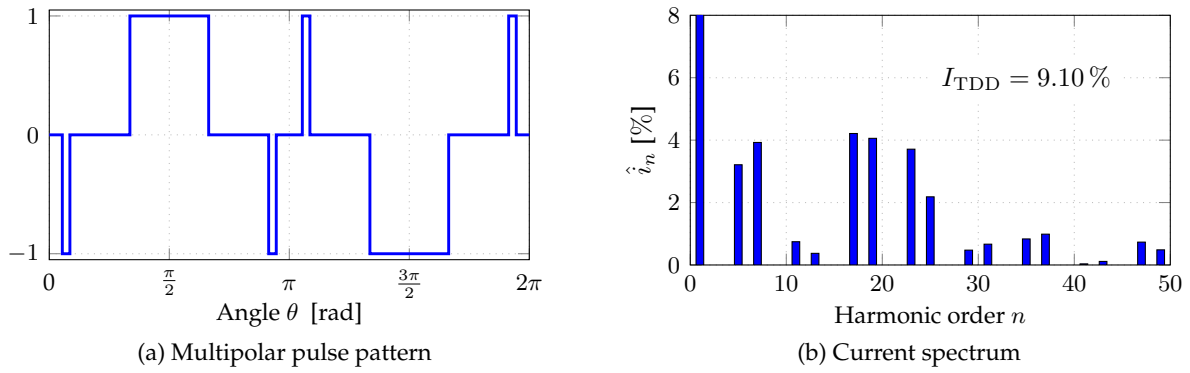 1
0
−1
0
π/2
π
3π/2
2π
Angle θ [rad]
(a) Multipolar pulse pattern
8
6
4
2
0
î_n [%]
I_TDD = 9.10 %
0
10
20
30
40
50
Harmonic order n
(b) Current spectrum